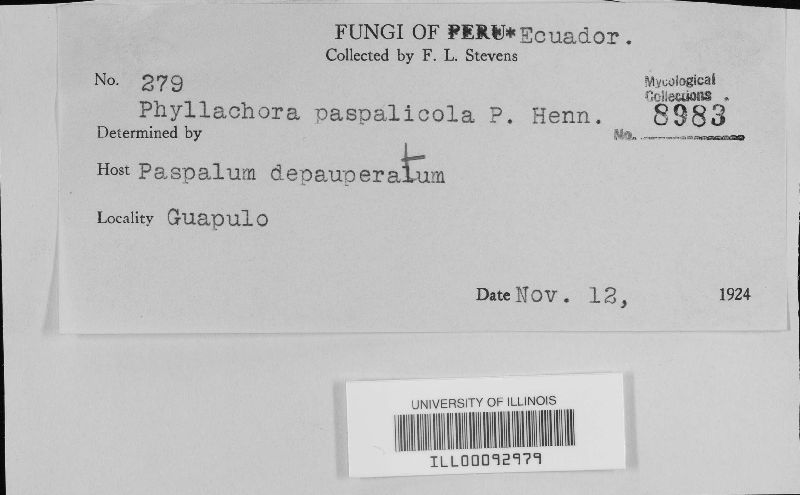 FUNGI OF PERU* Ecuador.
Collected by F. L. Stevens
No. 279
Mycological
Collections.
Phyllachora paspalicola P. Henn.
8983
Determined by
No.
Host Paspalum depauperatum
Locality Guapulo
Date Nov. 12, 1924
UNIVERSITY OF ILLINOIS
ILL00092979